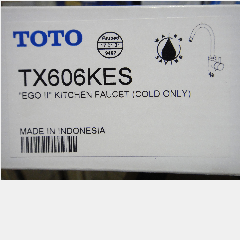 TOTO
TX606KES
"EGO II" KITCHEN FAUCET (COLD ONLY)
MADE IN INDONESIA